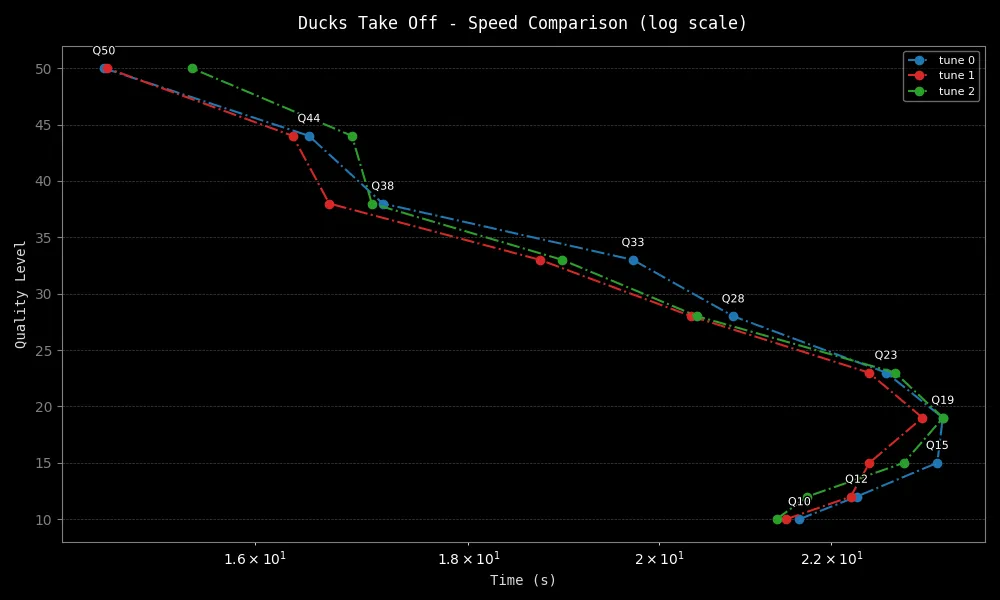 Ducks Take Off - Speed Comparison (log scale)
tune 0
tune 1
tune 2
Quality Level
50
45
40
35
30
25
20
15
10
Q50
Q44
Q38
Q33
Q28
Q23
Q19
Q15
Q12
Q10
1.6 × 10¹
1.8 × 10¹
2 × 10¹
2.2 × 10¹
Time (s)